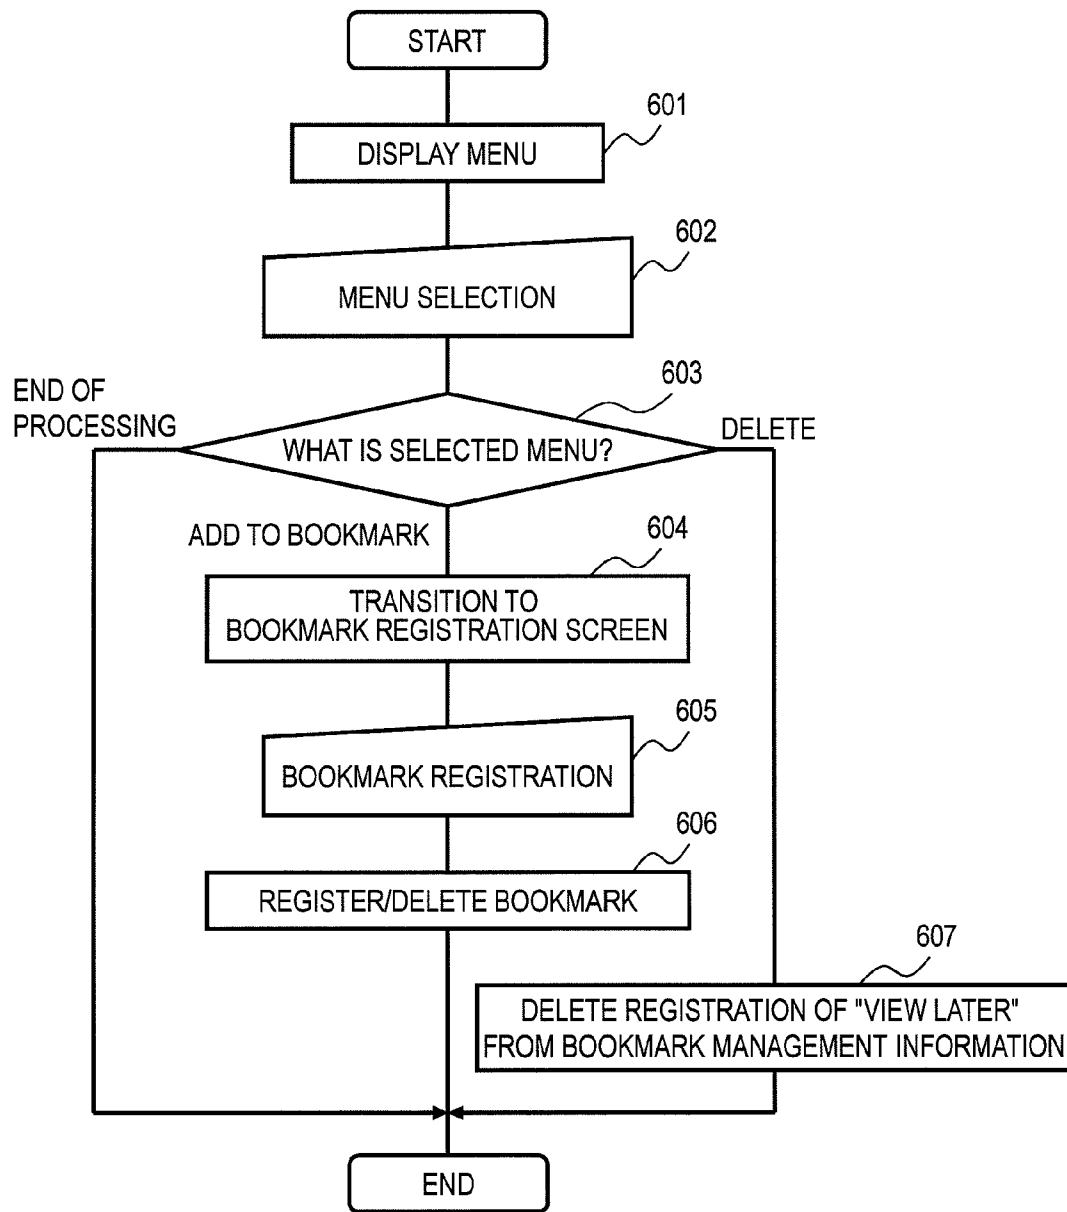 START
601
DISPLAY MENU
602
MENU SELECTION
603
END OF
PROCESSING
WHAT IS SELECTED MENU?
DELETE
ADD TO BOOKMARK
604
TRANSITION TO
BOOKMARK REGISTRATION SCREEN
605
BOOKMARK REGISTRATION
606
REGISTER/DELETE BOOKMARK
607
DELETE REGISTRATION OF "VIEW LATER"
FROM BOOKMARK MANAGEMENT INFORMATION
END